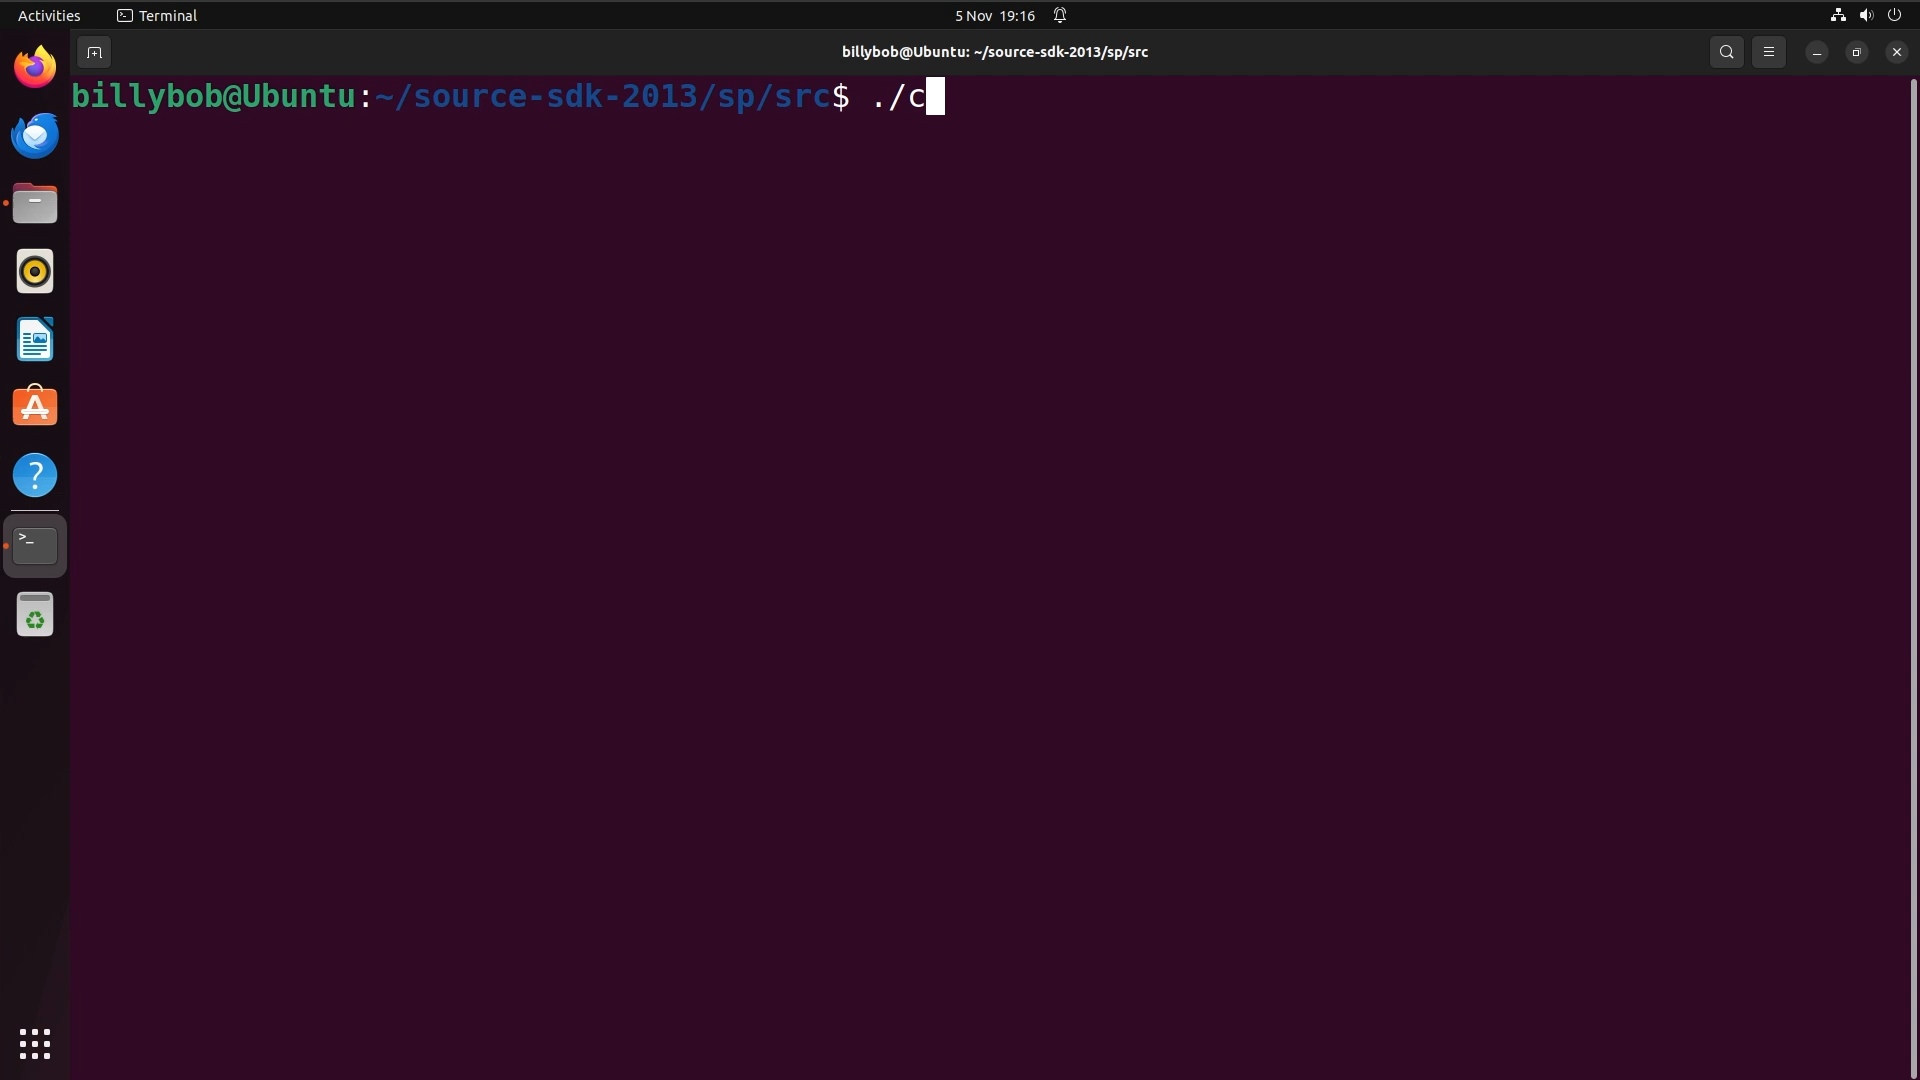 Activities Terminal 5 Nov 19:16
billybob@Ubuntu: ~/source-sdk-2013/sp/src
billybob@Ubuntu:~/source-sdk-2013/sp/src$ ./c